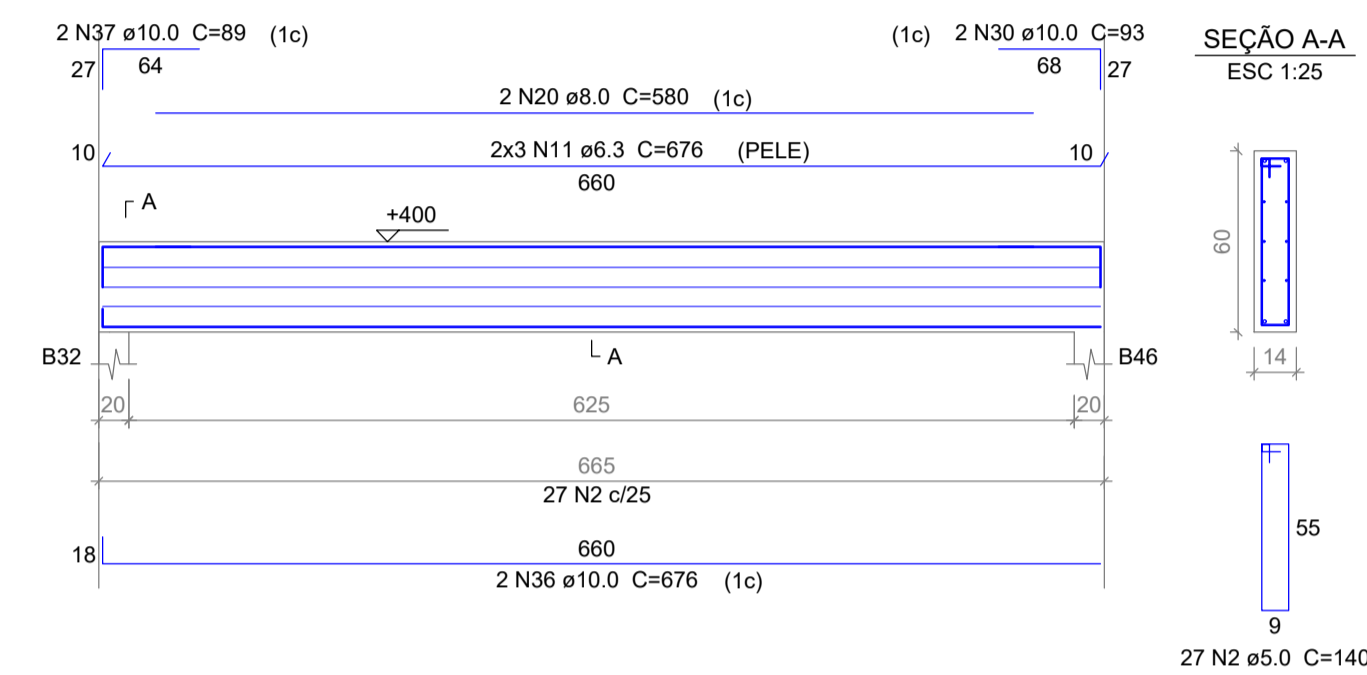 2 N37 ø10.0 C=89 (1c)
(1c) 2 N30 ø10.0 C=93
27
64
68
27
2 N20 ø8.0 C=580 (1c)
10
2x3 N11 ø6.3 C=676 (PELE)
10
660
A
+400
B32
A
B46
20
625
20
665
27 N2 c/25
18
660
2 N36 ø10.0 C=676 (1c)
SEÇÃO A-A
ESC 1:25
60
14
55
9
27 N2 ø5.0 C=140